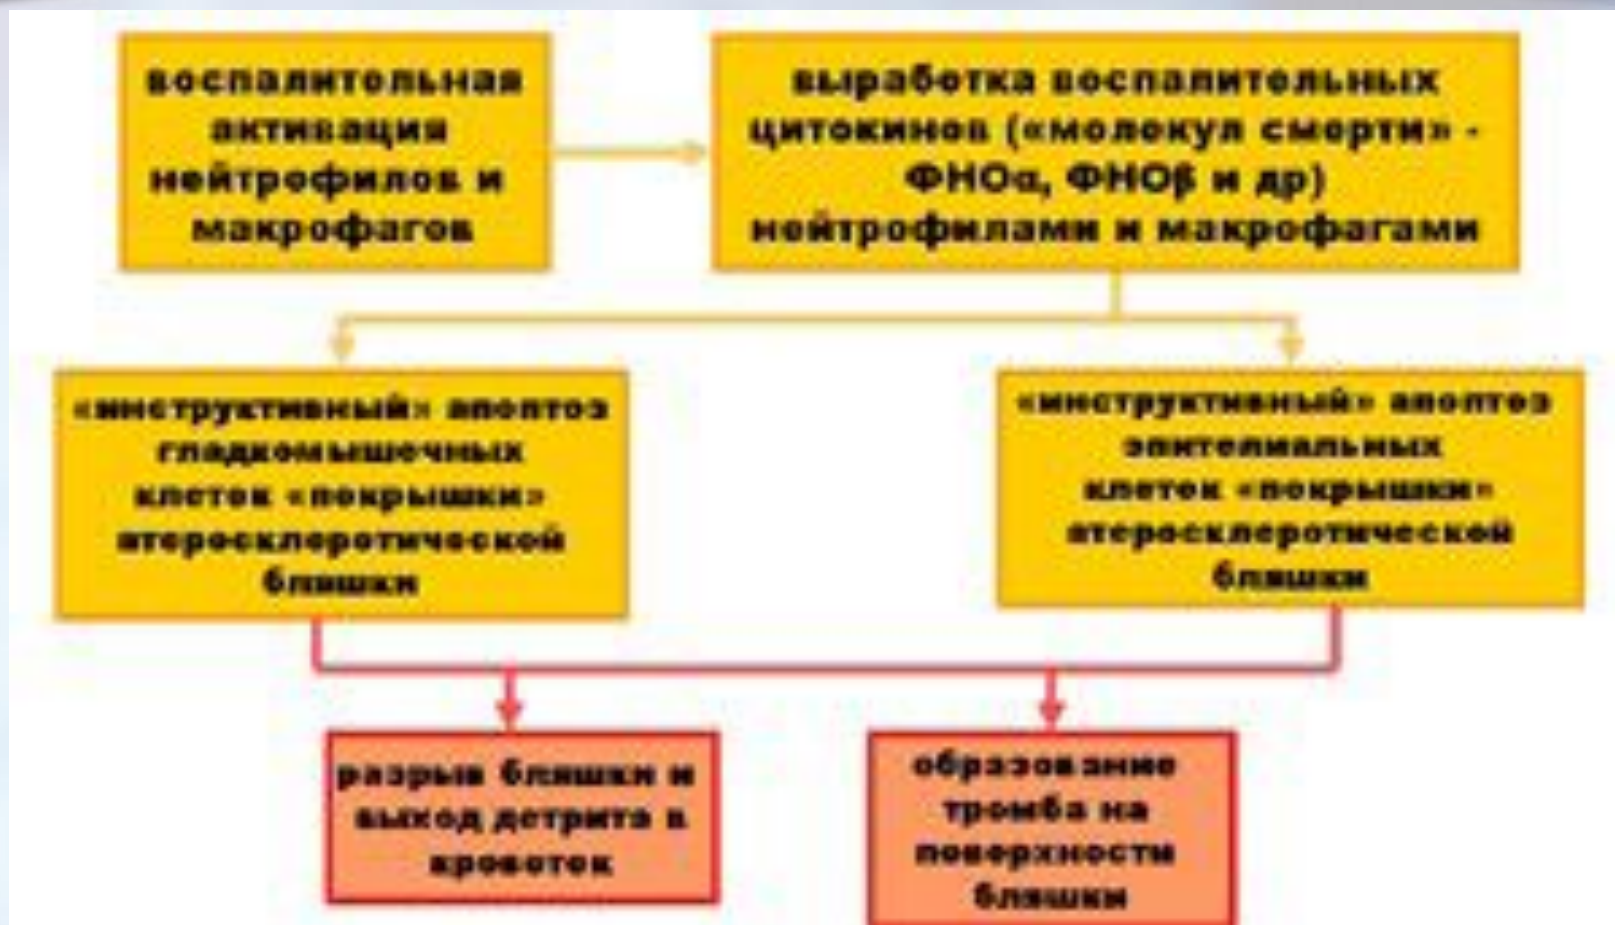 воспалительная
активация
нейтрофилов и
макрофагов
выработка воспалительных
цитокинов («молекул смерти» -
ФНОα, ФНОβ и др)
нейтрофилами и макрофагами
«инструктивный» апоптоз
гладкомышечных
клеток «покрышки»
атеросклеротической
бляшки
«инструктивный» апоптоз
эпителиальных
клеток «покрышки»
атеросклеротической
бляшки
разрыв бляшки и
выход детрита в
кровоток
образование
тромба на
поверхности
бляшки